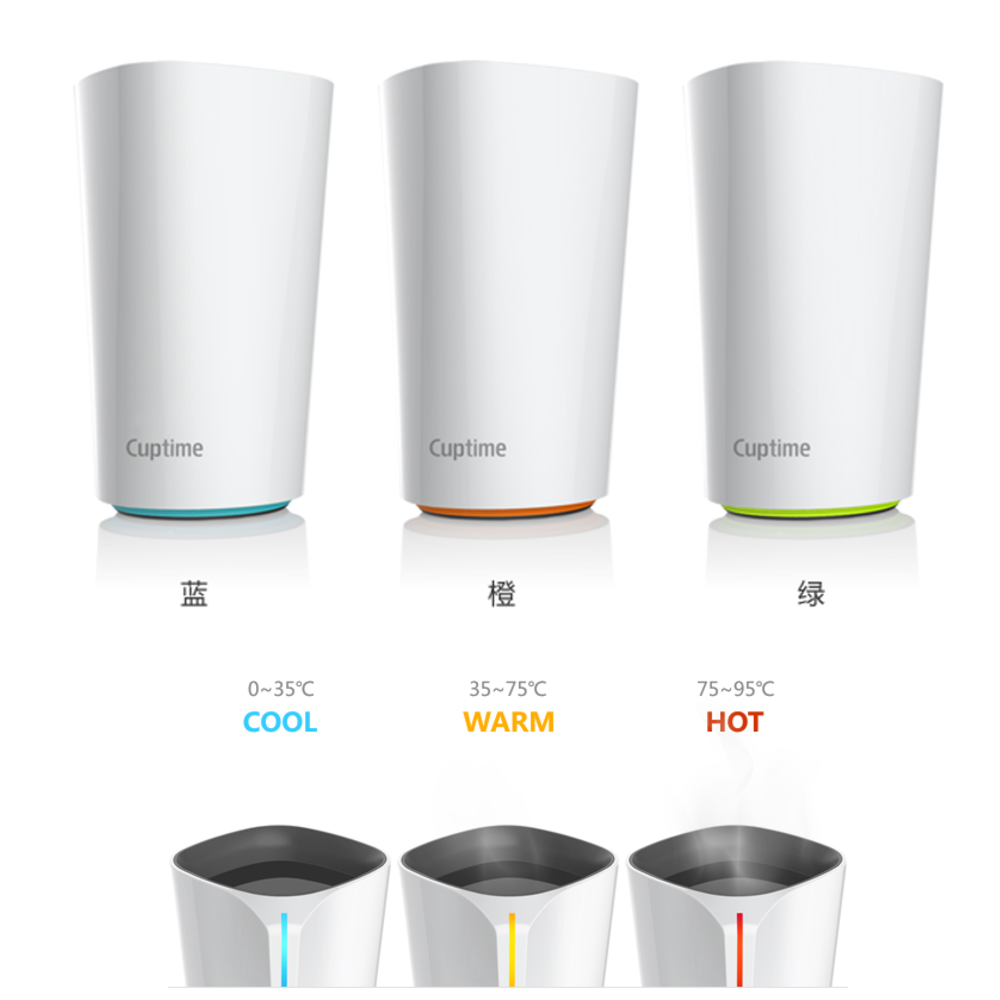 Cuptime
Cuptime
Cuptime
蓝
橙
绿
0~35℃
35~75℃
75~95℃
COOL
WARM
HOT